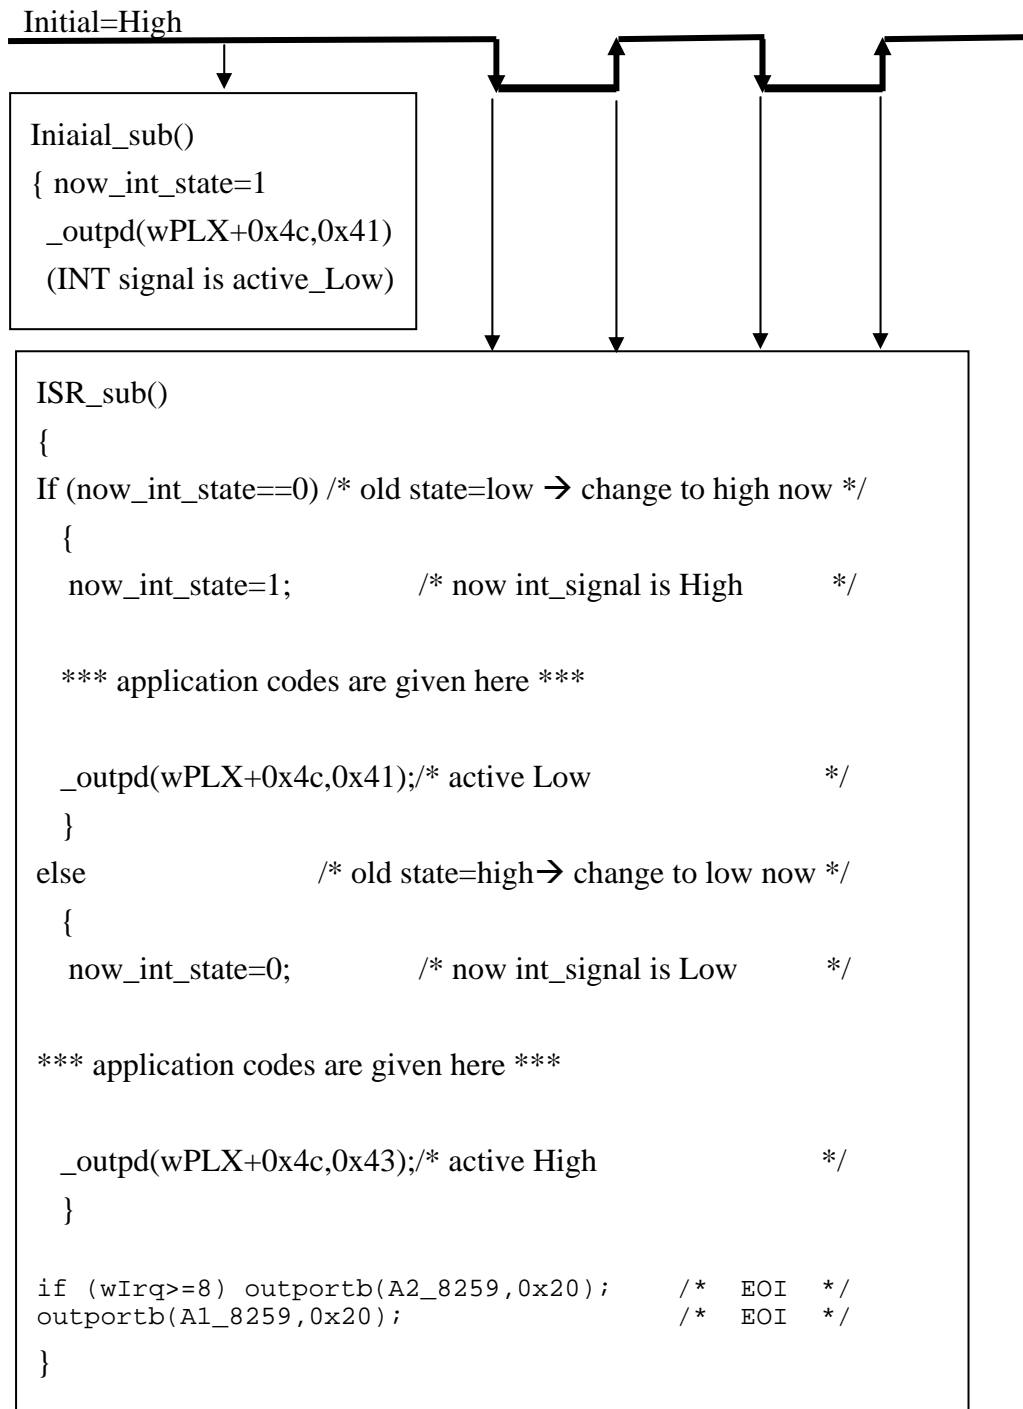 Initial=High
Iniaial_sub()
{ now_int_state=1
_outpd(wPLX+0x4c,0x41)
(INT signal is active_Low)
ISR_sub()
{
If (now_int_state==0) /* old state=low → change to high now */
{
now_int_state=1; /* now int_signal is High */
*** application codes are given here ***
_outpd(wPLX+0x4c,0x41);/* active Low */
}
else /* old state=high→ change to low now */
{
now_int_state=0; /* now int_signal is Low */
*** application codes are given here ***
_outpd(wPLX+0x4c,0x43);/* active High */
}
if (wIrq>=8) outportb(A2_8259,0x20); /* EOI */
outportb(A1_8259,0x20); /* EOI */
}